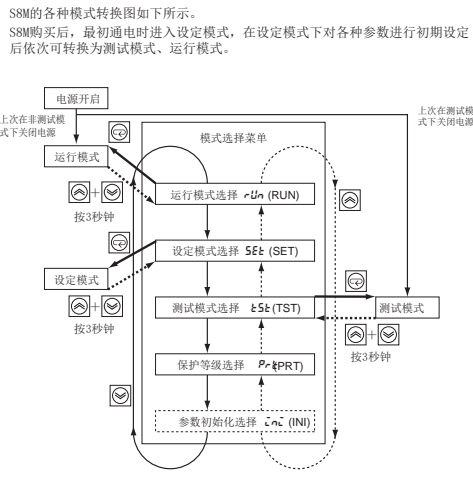 S8M的各种模式转换图如下所示。
S8M购买后，最初通电时进入设定模式，在设定模式下对各种参数进行初期设定
后依次可转换为测试模式、运行模式。
电源开启
上次在非测试模
式下关闭电源
上次在测试模
式下关闭电源
模式选择菜单
运行模式
运行模式选择 rUn (RUN)
+
按3秒钟
设定模式选择 SEt (SET)
设定模式
+
按3秒钟
测试模式选择 tSt (TST)
测试模式
+
按3秒钟
保护等级选择 Prt(PRT)
参数初始化选择 ini (INI)